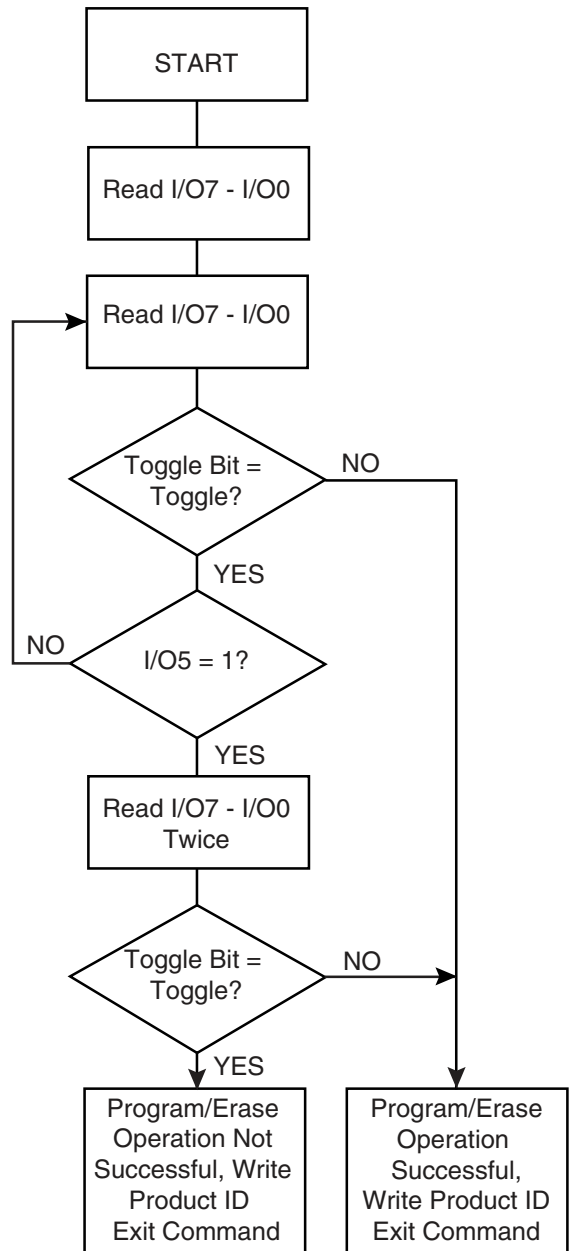 START
Read I/O7 - I/O0
Read I/O7 - I/O0
Toggle Bit =
Toggle?
NO
YES
NO
I/O5 = 1?
YES
Read I/O7 - I/O0
Twice
Toggle Bit =
Toggle?
NO
YES
Program/Erase
Operation Not
Successful, Write
Product ID
Exit Command
Program/Erase
Operation
Successful,
Write Product ID
Exit Command